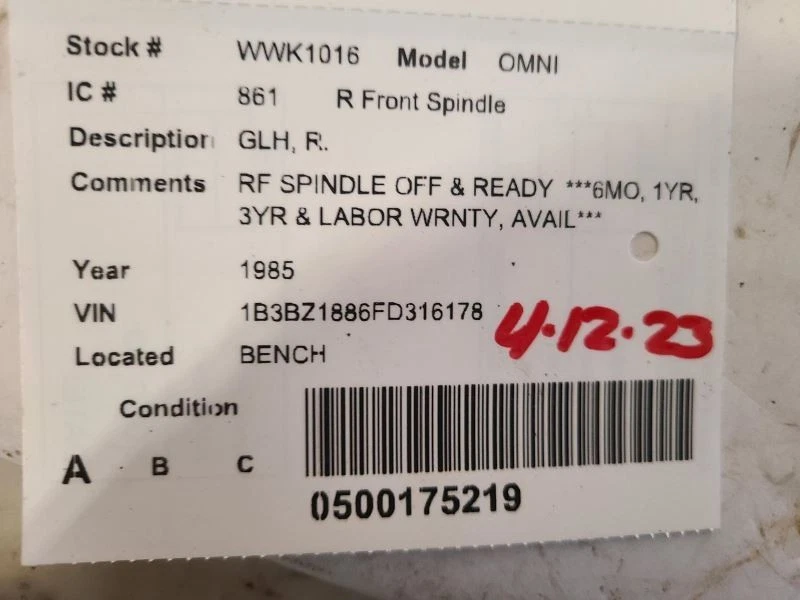 Stock # WWK1016 Model OMNI
IC # 861 R Front Spindle
Description GLH, R.
Comments RF SPINDLE OFF & READY ***6MO, 1YR,
3YR & LABOR WRNTY, AVAIL***
Year 1985
VIN 1B3BZ1886FD316178
4.12.23
Located BENCH
Condition
A B C
0500175219